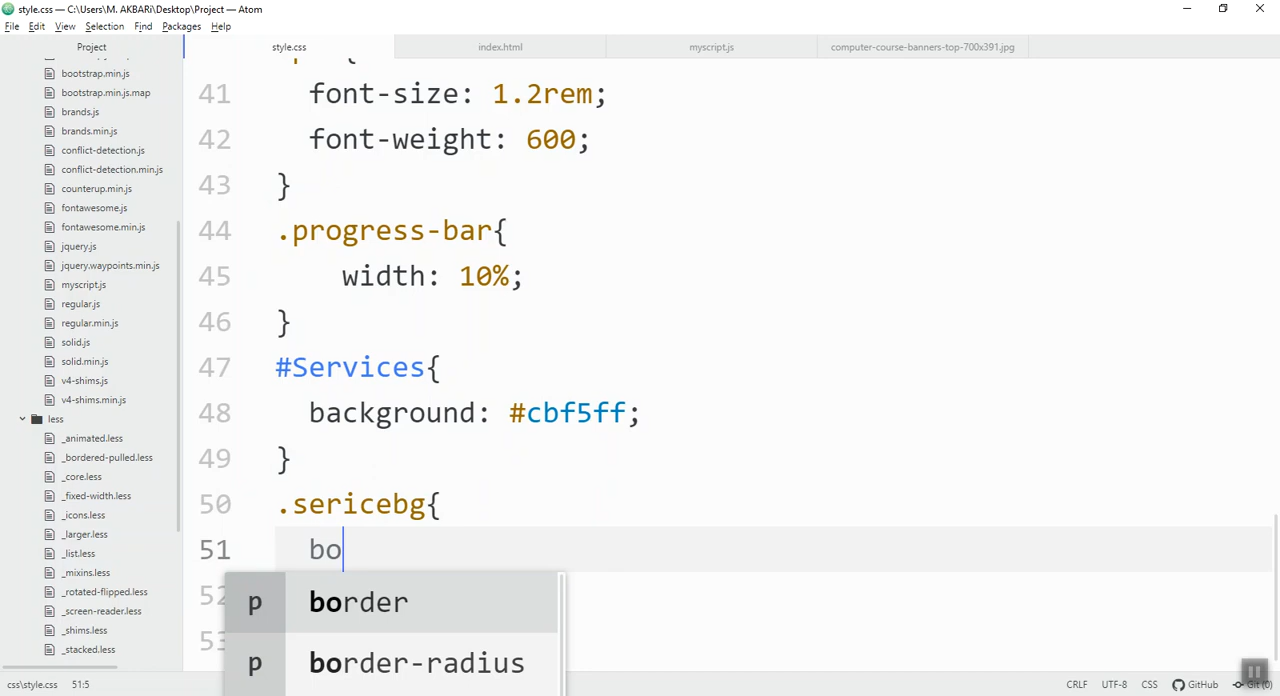 style.css — C:\Users\M. AKBARi\Desktop\Project — Atom
File Edit View Selection Find Packages Help
Project
style.css
index.html
myscript.js
computer-course-banners-top-700x391.jpg
bootstrap.min.js
bootstrap.min.js.map
brands.js
brands.min.js
conflict-detection.js
conflict-detection.min.js
counterup.min.js
fontawesome.js
fontawesome.min.js
jquery.js
jquery.waypoints.min.js
myscript.js
regular.js
regular.min.js
solid.js
solid.min.js
v4-shims.js
v4-shims.min.js
less
_animated.less
_bordered-pulled.less
_core.less
_fixed-width.less
_icons.less
_larger.less
_list.less
_mixins.less
_rotated-flipped.less
_screen-reader.less
_shims.less
_stacked.less
41 font-size: 1.2rem;
42 font-weight: 600;
43 }
44 .progress-bar{
45 width: 10%;
46 }
47 #Services{
48 background: #cbf5ff;
49 }
50 .sericebg{
51 bo
p border
p border-radius
css\style.css 51:5
CRLF UTF-8 CSS GitHub Git (0)